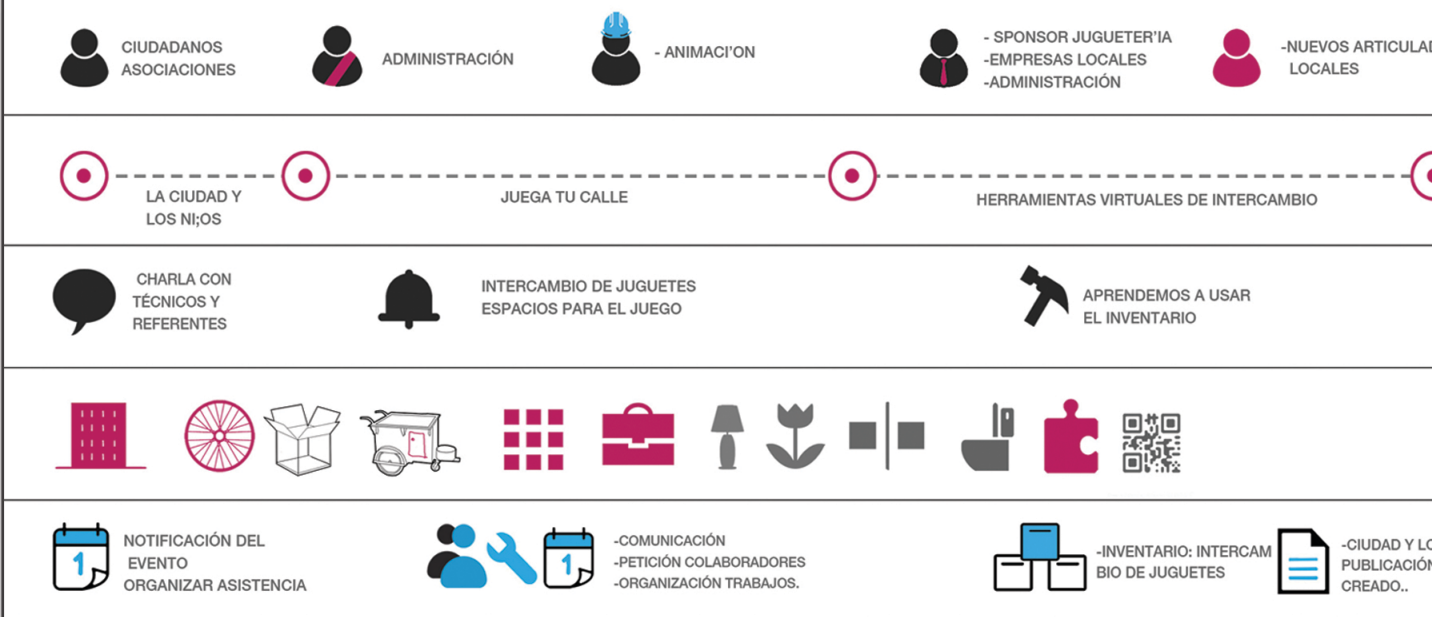 CIUDADANOS
ASOCIACIONES
ADMINISTRACIÓN
- ANIMACI'ON
- SPONSOR JUGUETER'IA
-EMPRESAS LOCALES
-ADMINISTRACIÓN
-NUEVOS ARTICULAD
LOCALES
LA CIUDAD Y
LOS NI;OS
JUEGA TU CALLE
HERRAMIENTAS VIRTUALES DE INTERCAMBIO
CHARLA CON
TÉCNICOS Y
REFERENTES
INTERCAMBIO DE JUGUETES
ESPACIOS PARA EL JUEGO
APRENDEMOS A USAR
EL INVENTARIO
1
NOTIFICACIÓN DEL
EVENTO
ORGANIZAR ASISTENCIA
1
-COMUNICACIÓN
-PETICIÓN COLABORADORES
-ORGANIZACIÓN TRABAJOS.
-INVENTARIO: INTERCAM
BIO DE JUGUETES
-CIUDAD Y LO
PUBLICACIÓN
CREADO..